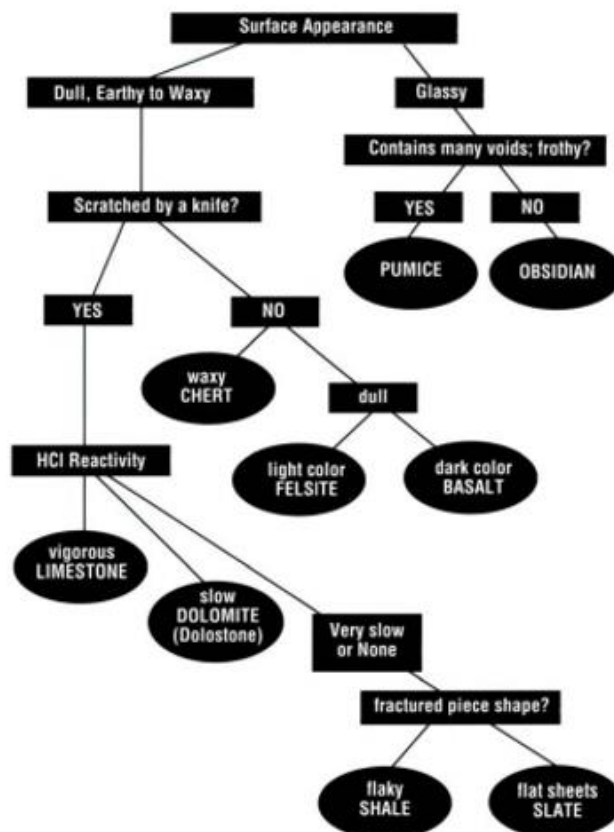 Surface Appearance
Dull, Earthy to Waxy
Glassy
Contains many voids; frothy?
Scratched by a knife?
YES
NO
PUMICE
OBSIDIAN
YES
NO
waxy
CHERT
dull
HCI Reactivity
light color
FELSITE
dark color
BASALT
vigorous
LIMESTONE
slow
DOLOMITE
(Dolostone)
Very slow
or None
fractured piece shape?
flaky
SHALE
flat sheets
SLATE